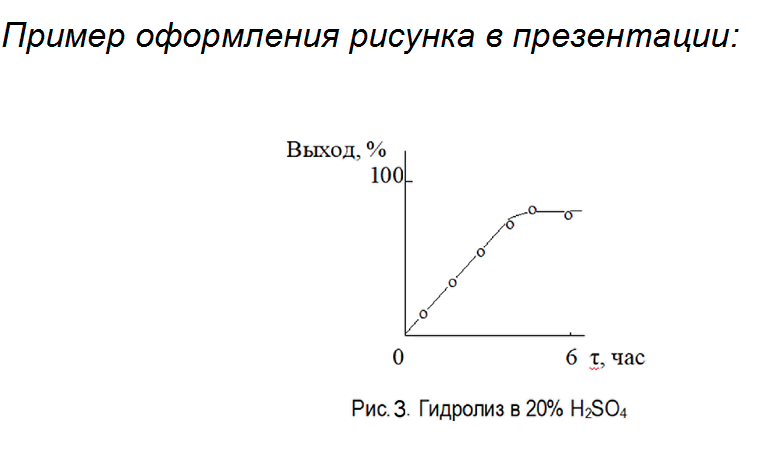 Пример оформления рисунка в презентации:
Выход, %
100
0
6 τ, час
Рис. 3. Гидролиз в 20% H₂SO₄